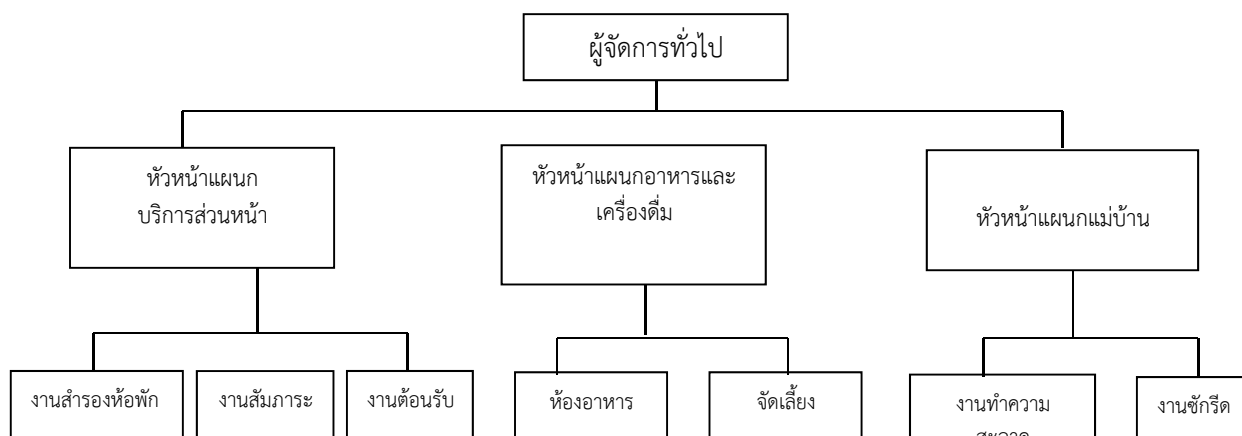 ผู้จัดการทั่วไป
หัวหน้าแผนก
บริการส่วนหน้า
หัวหน้าแผนกอาหารและ
เครื่องดื่ม
หัวหน้าแผนกแม่บ้าน
งานสำรองห้อพัก
งานสัมภาระ
งานต้อนรับ
ห้องอาหาร
จัดเลี้ยง
งานทำความ
สะอาด
งานซักรีด